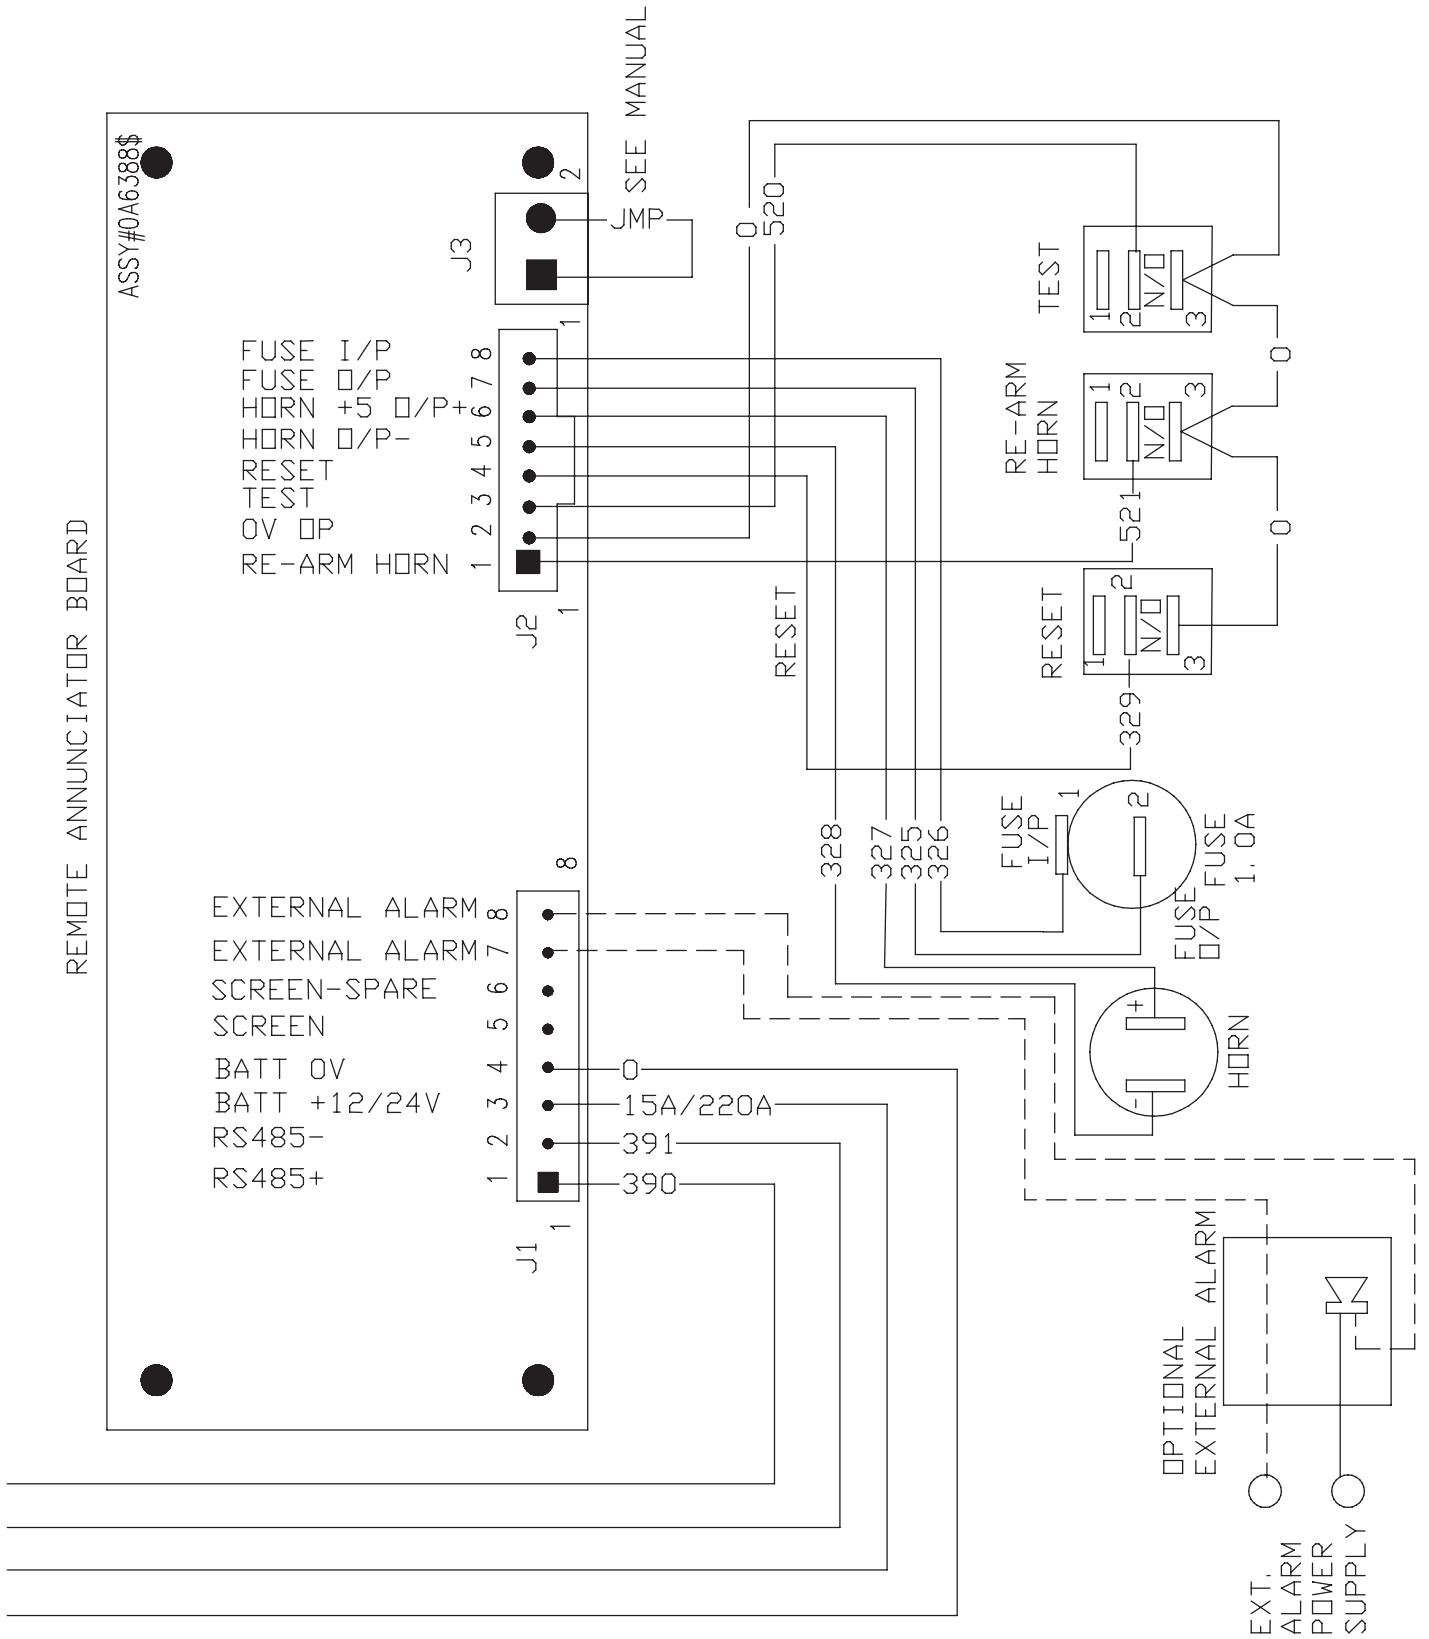 REMOTE ANNUNCIATOR BOARD
ASSY#0A6388$
SEE MANUAL
JMP
J3
2
1
FUSE I/P 8
FUSE O/P 7
HORN +5 O/P+ 6
HORN O/P- 5
RESET 4
TEST 3
0V OP 2
RE-ARM HORN 1
J2
1
0
520
TEST
1
2
N/O
3
0
RE-ARM
HORN
1
2
N/O
3
521
0
RESET
RESET
1
2
N/O
3
329
328
327
325
326
FUSE
I/P
1
2
FUSE
O/P
FUSE
1.0A
8
EXTERNAL ALARM 8
EXTERNAL ALARM 7
SCREEN-SPARE 6
SCREEN 5
BATT 0V 4
BATT +12/24V 3
RS485- 2
RS485+ 1
J1
1
0
15A/220A
391
390
+
-
HORN
OPTIONAL
EXTERNAL ALARM
EXT.
ALARM
POWER
SUPPLY